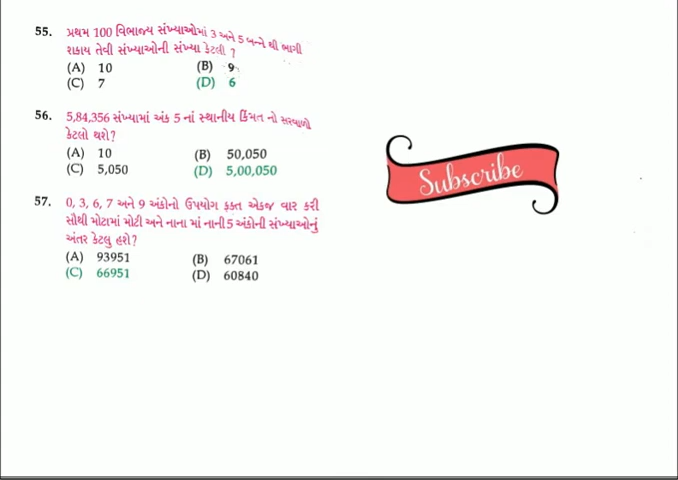 55. પ્રથમ 100 વિભાજ્ય સંખ્યાઓમાં 3 અને 5 બન્ને થી ભાગી
શકાય તેવી સંખ્યાઓની સંખ્યા કેટલી ?
(A) 10 (B) 9
(C) 7 (D) 6
56. 5,84,356 સંખ્યામાં અંક 5 નાં સ્થાનીય કિંમત નો સરવાળો
કેટલો થશે?
(A) 10 (B) 50,050
(C) 5,050 (D) 5,00,050
57. 0, 3, 6, 7 અને 9 અંકોનો ઉપયોગ ફક્ત એકજ વાર કરી
સૌથી મોટામાં મોટી અને નાના માં નાની 5 અંકોની સંખ્યાઓનું
અંતર કેટલુ હશે?
(A) 93951 (B) 67061
(C) 66951 (D) 60840
Subscribe